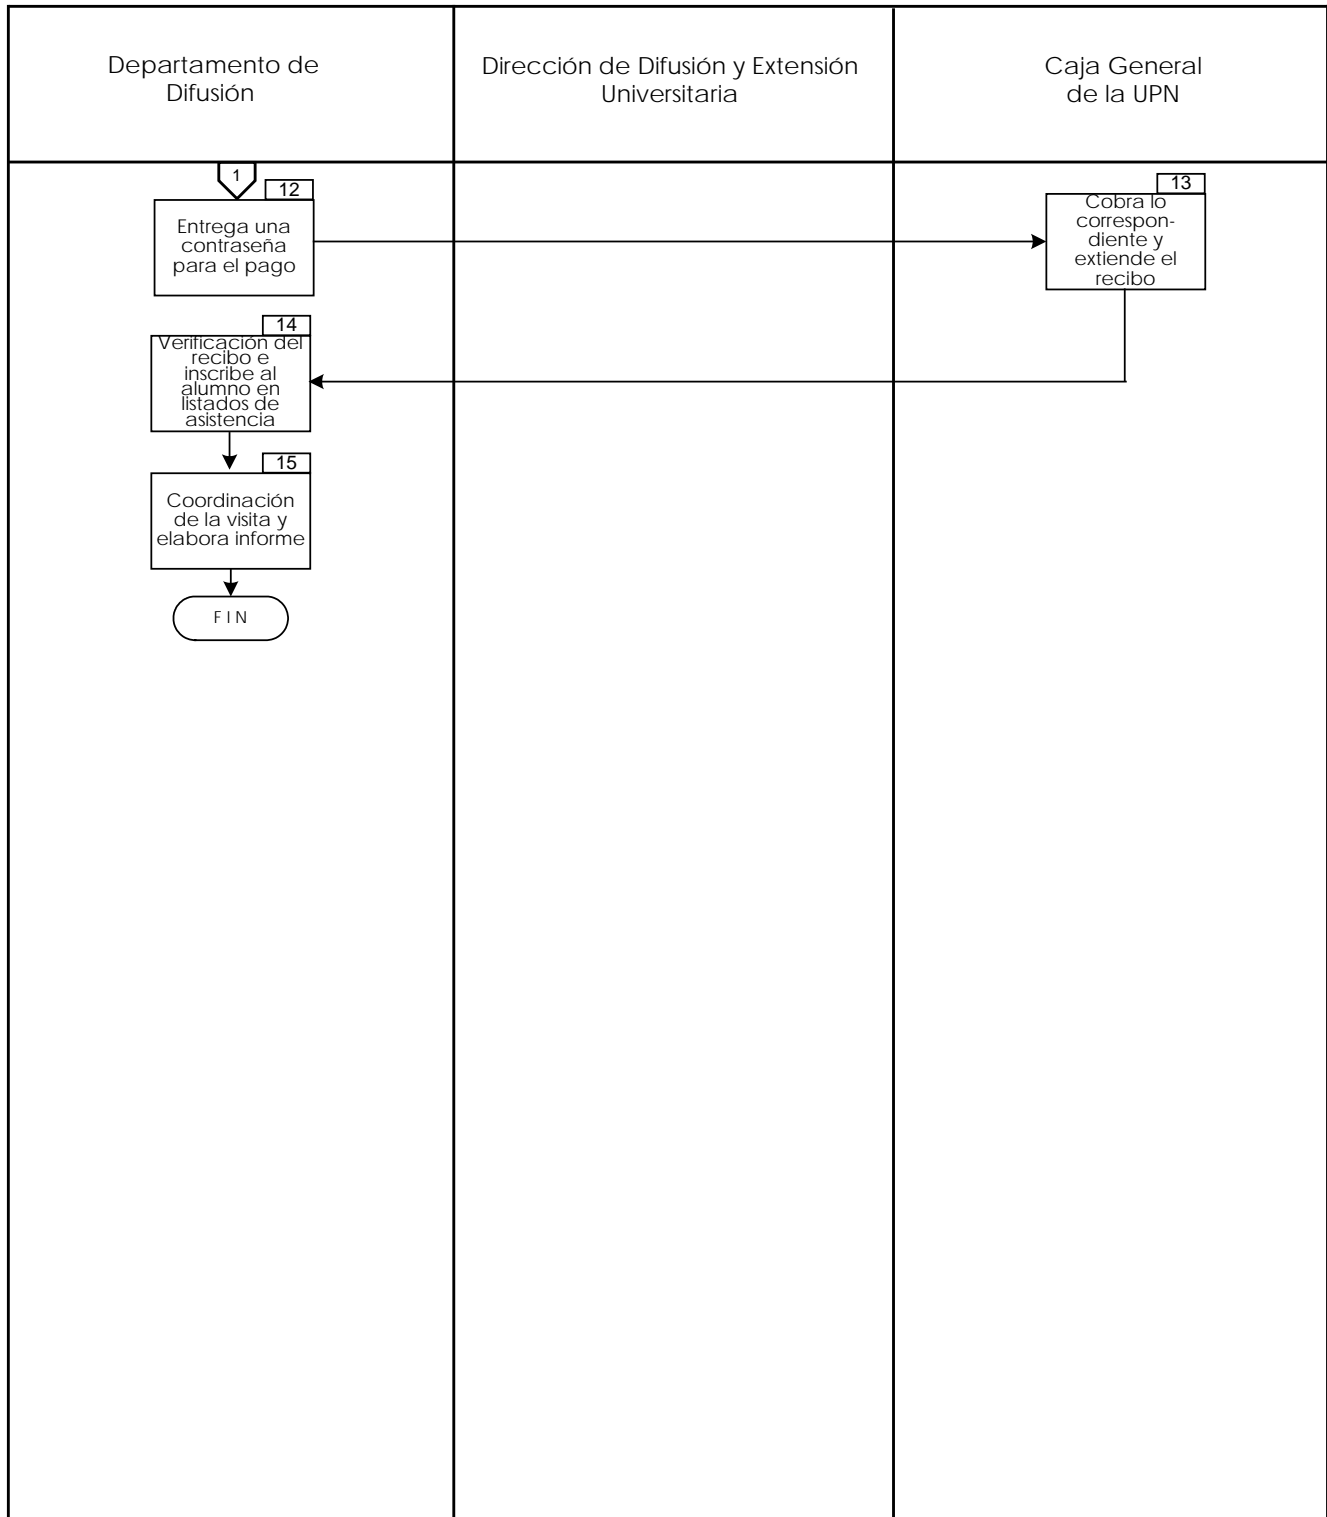 Departamento de
Difusión
Dirección de Difusión y Extensión
Universitaria
Caja General
de la UPN
1
12
Entrega una
contraseña
para el pago
13
Cobra lo
correspon-
diente y
extiende el
recibo
14
Verificación del
recibo e
inscribe al
alumno en
listados de
asistencia
15
Coordinación
de la visita y
elabora informe
F I N